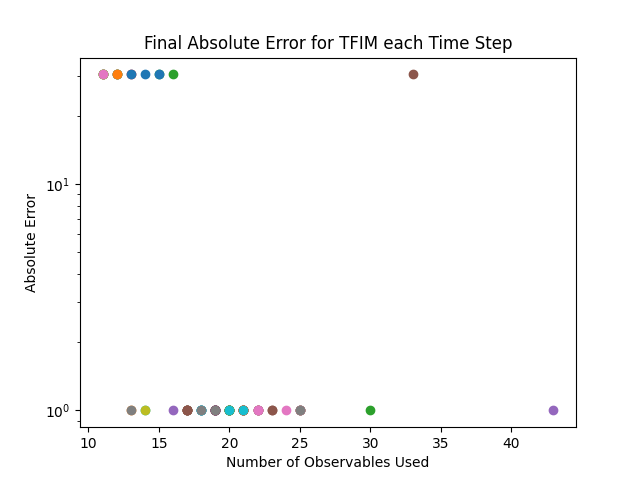 Final Absolute Error for TFIM each Time Step
10¹
10⁰
Absolute Error
10 15 20 25 30 35 40
Number of Observables Used